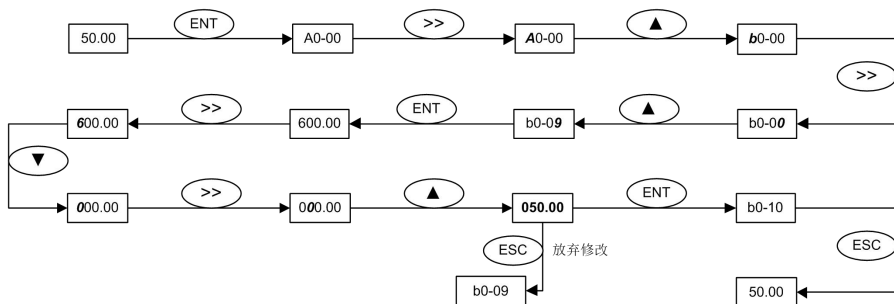 50.00 ENT A0-00 >> A0-00 ▲ b0-00
>>
600.00 >> 600.00 ENT b0-09 ▲ b0-00
▼
000.00 >> 000.00 ▲ 050.00 ENT b0-10
ESC 放弃修改 ESC
b0-09 50.00